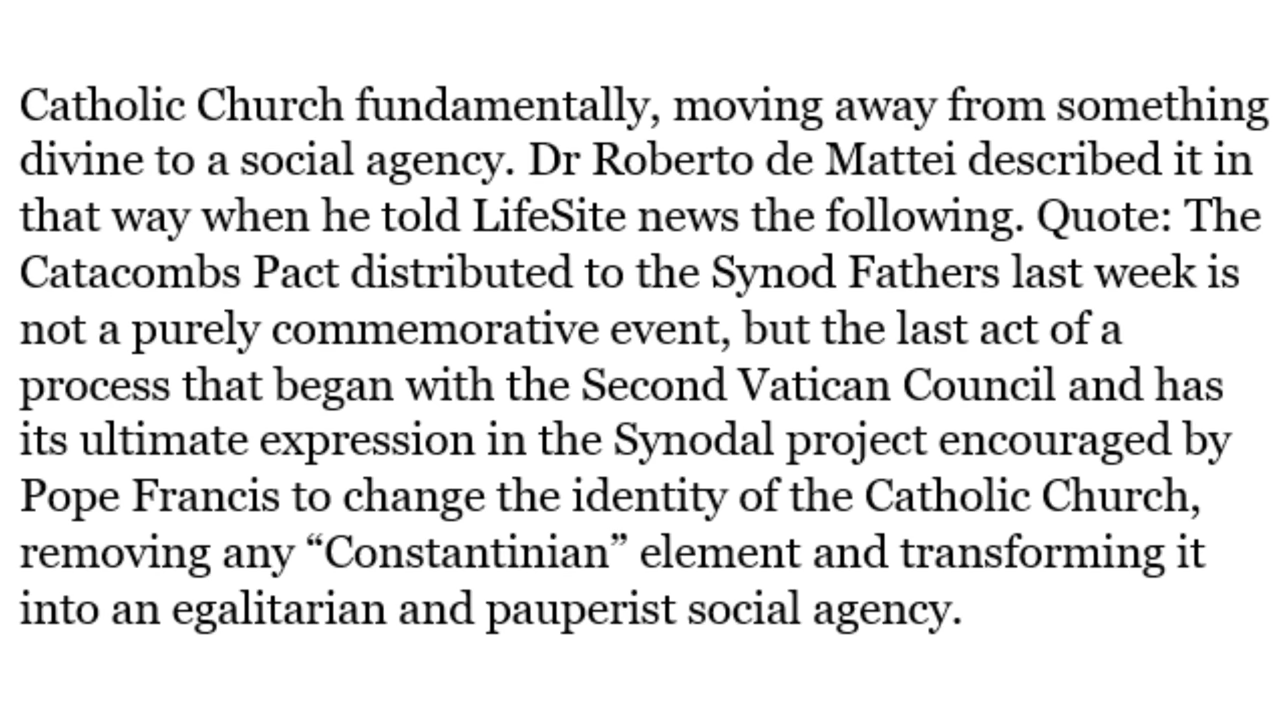 Catholic Church fundamentally, moving away from something
divine to a social agency. Dr Roberto de Mattei described it in
that way when he told LifeSite news the following. Quote: The
Catacombs Pact distributed to the Synod Fathers last week is
not a purely commemorative event, but the last act of a
process that began with the Second Vatican Council and has
its ultimate expression in the Synodal project encouraged by
Pope Francis to change the identity of the Catholic Church,
removing any “Constantinian” element and transforming it
into an egalitarian and pauperist social agency.